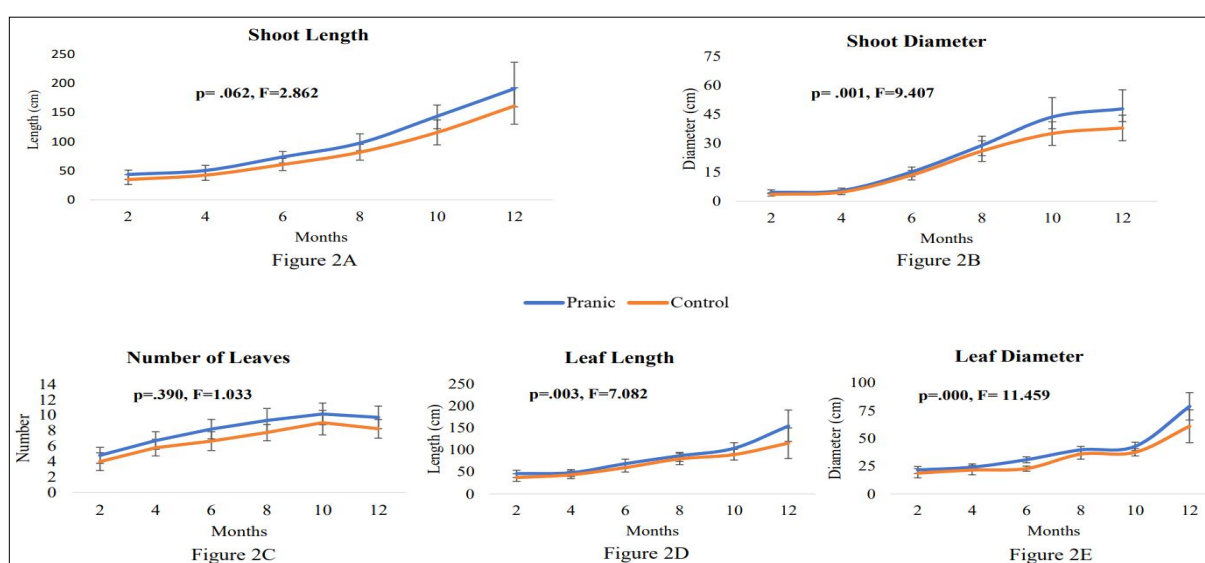 Shoot Length
p= .062, F=2.862
Length (cm)
250
200
150
100
50
0
2 4 6 8 10 12
Months
Figure 2A
Shoot Diameter
p= .001, F=9.407
Diameter (cm)
75
60
45
30
15
0
2 4 6 8 10 12
Months
Figure 2B
Pranic Control
Number of Leaves
p=.390, F=1.033
Number
14
12
10
8
6
4
2
0
2 4 6 8 10 12
Months
Figure 2C
Leaf Length
p=.003, F=7.082
Length (cm)
250
200
150
100
50
0
2 4 6 8 10 12
Months
Figure 2D
Leaf Diameter
p=.000, F= 11.459
Diameter (cm)
100
75
50
25
0
2 4 6 8 10 12
Months
Figure 2E